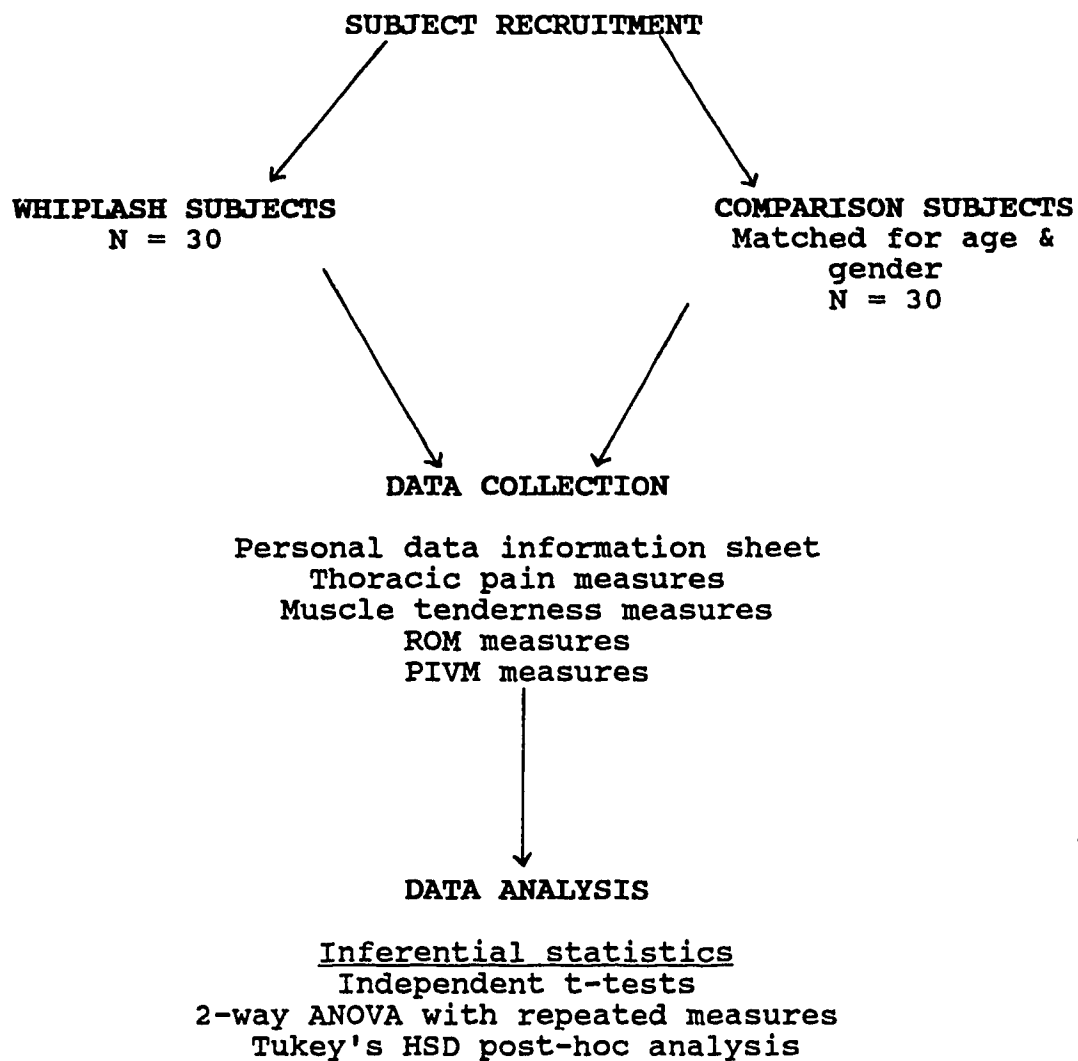 SUBJECT RECRUITMENT
WHIPLASH SUBJECTS
N = 30
COMPARISON SUBJECTS
Matched for age &
gender
N = 30
DATA COLLECTION
Personal data information sheet
Thoracic pain measures
Muscle tenderness measures
ROM measures
PIVM measures
DATA ANALYSIS
Inferential statistics
Independent t-tests
2-way ANOVA with repeated measures
Tukey's HSD post-hoc analysis